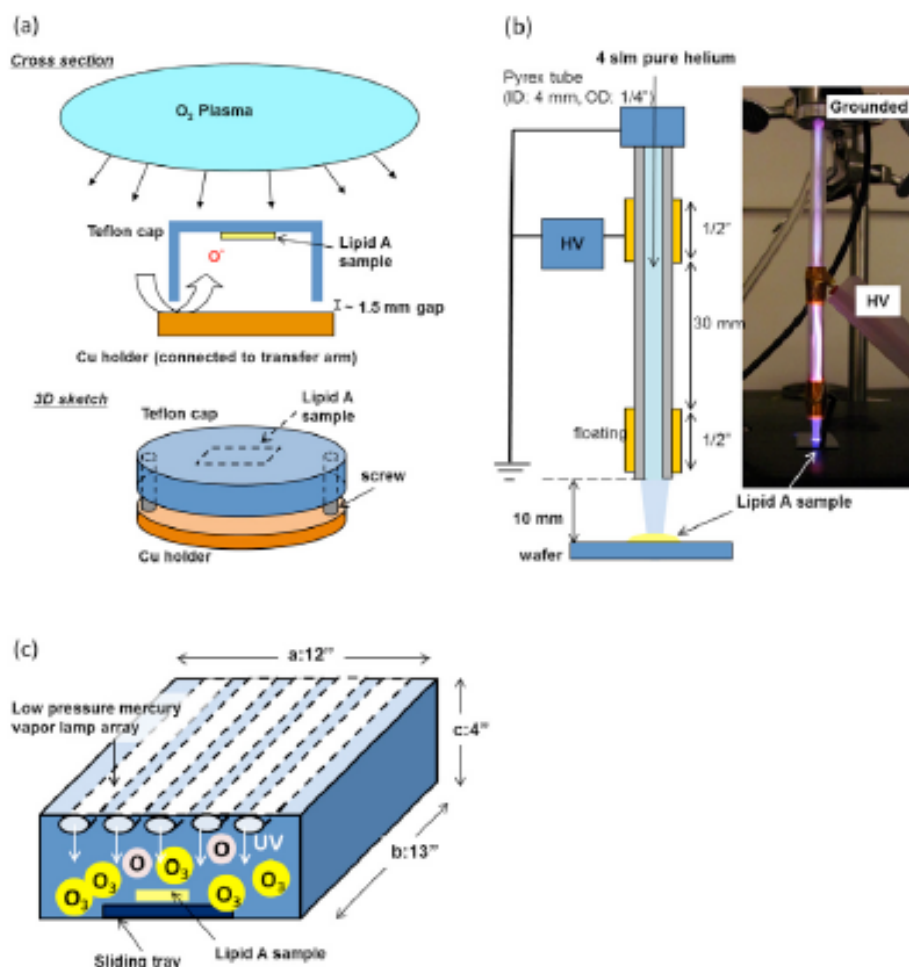 (a)
Cross section
O2 Plasma
Teflon cap
Lipid A
sample
O•
~ 1.5 mm gap
Cu holder (connected to transfer arm)
3D sketch
Teflon cap
Lipid A
sample
screw
Cu holder
(b)
4 slm pure helium
Pyrex tube
(ID: 4 mm, OD: 1/4")
Grounded
HV
1/2"
HV
30 mm
floating
1/2"
10 mm
Lipid A sample
wafer
(c)
a:12"
Low pressure mercury
vapor lamp array
c:4"
UV
O
O
O3
O3
O3
O3
O3
b:13"
Sliding tray
Lipid A sample